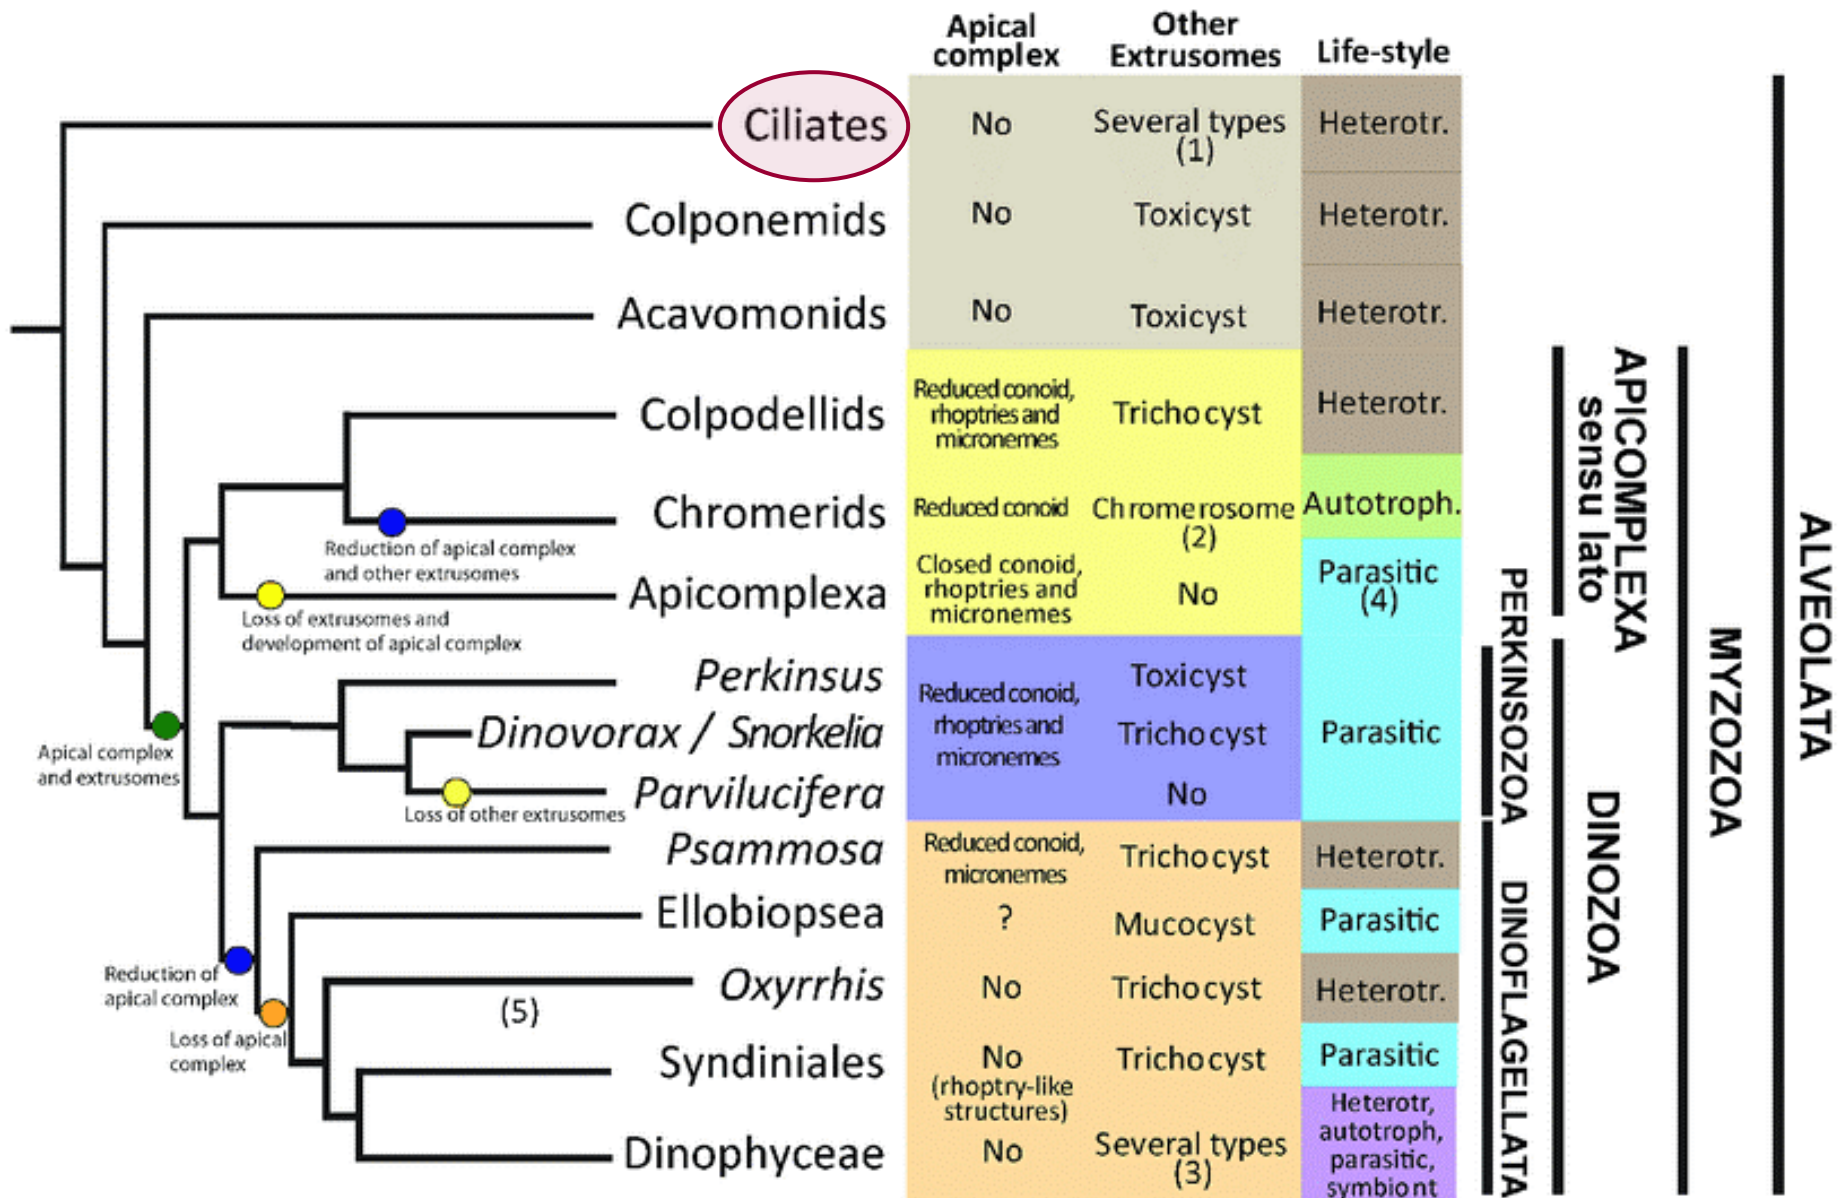 Apical
complex
Other
Extrusomes
Life-style
Ciliates
No
Several types
(1)
Heterotr.
Colponemids
No
Toxicyst
Heterotr.
Acavomonids
No
Toxicyst
Heterotr.
Colpodellids
Reduced conoid,
rhoptries and
micronemes
Trichocyst
Heterotr.
Chromerids
Reduced conoid
Chromerosome
(2)
Autotroph.
Reduction of apical complex
and other extrusomes
Apicomplexa
Closed conoid,
rhoptries and
micronemes
No
Parasitic
(4)
Loss of extrusomes and
development of apical complex
Perkinsus
Toxicyst
Reduced conoid,
rhoptries and
micronemes
Dinovorax / Snorkelia
Trichocyst
Parasitic
Apical complex
and extrusomes
Parvilucifera
No
Loss of other extrusomes
Psammosa
Reduced conoid,
micronemes
Trichocyst
Heterotr.
Ellobiopsea
?
Mucocyst
Parasitic
Reduction of
apical complex
Oxyrrhis
No
Trichocyst
Heterotr.
(5)
Loss of apical
complex
Syndiniales
No
(rhoptry-like
structures)
Trichocyst
Parasitic
Dinophyceae
No
Several types
(3)
Heterotr,
autotroph,
parasitic,
symbiont
PERKINSOZOA
DINOFLAGELLATA
APICOMPLEXA
sensu lato
DINOZOA
MYZOZOA
ALVEOLATA